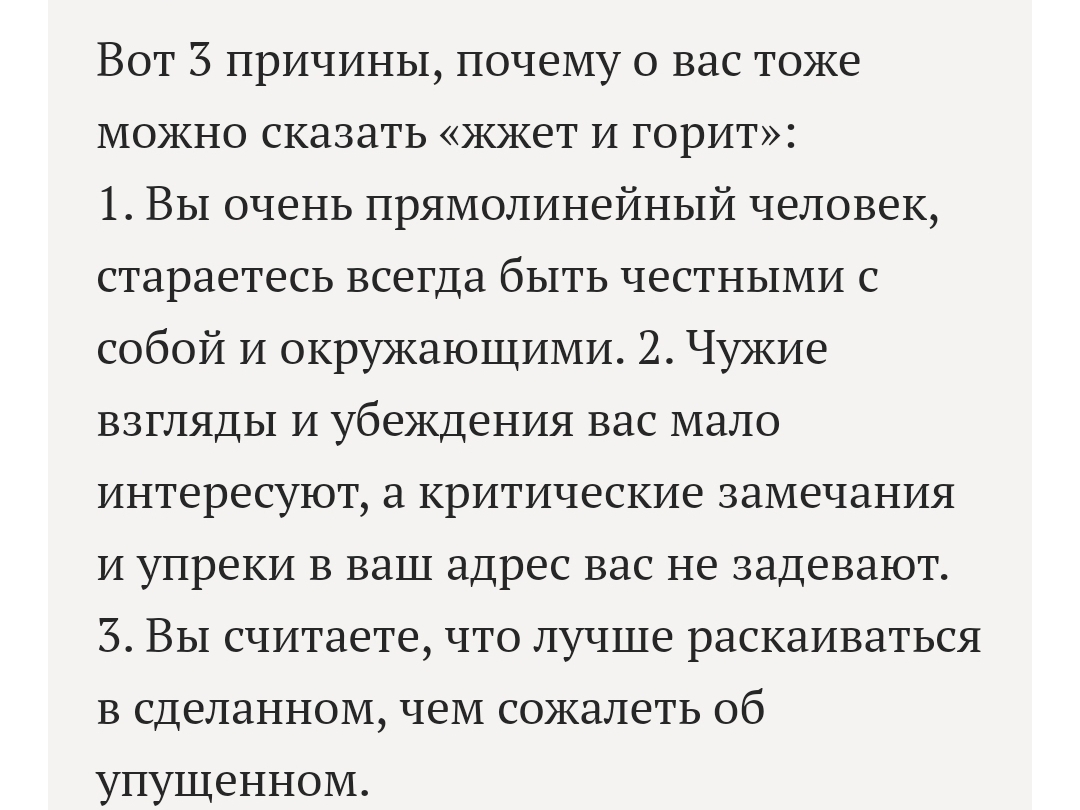 Вот 3 причины, почему о вас тоже
можно сказать «жжет и горит»:
1. Вы очень прямолинейный человек,
стараетесь всегда быть честными с
собой и окружающими. 2. Чужие
взгляды и убеждения вас мало
интересуют, а критические замечания
и упреки в ваш адрес вас не задевают.
3. Вы считаете, что лучше раскаиваться
в сделанном, чем сожалеть об
упущенном.